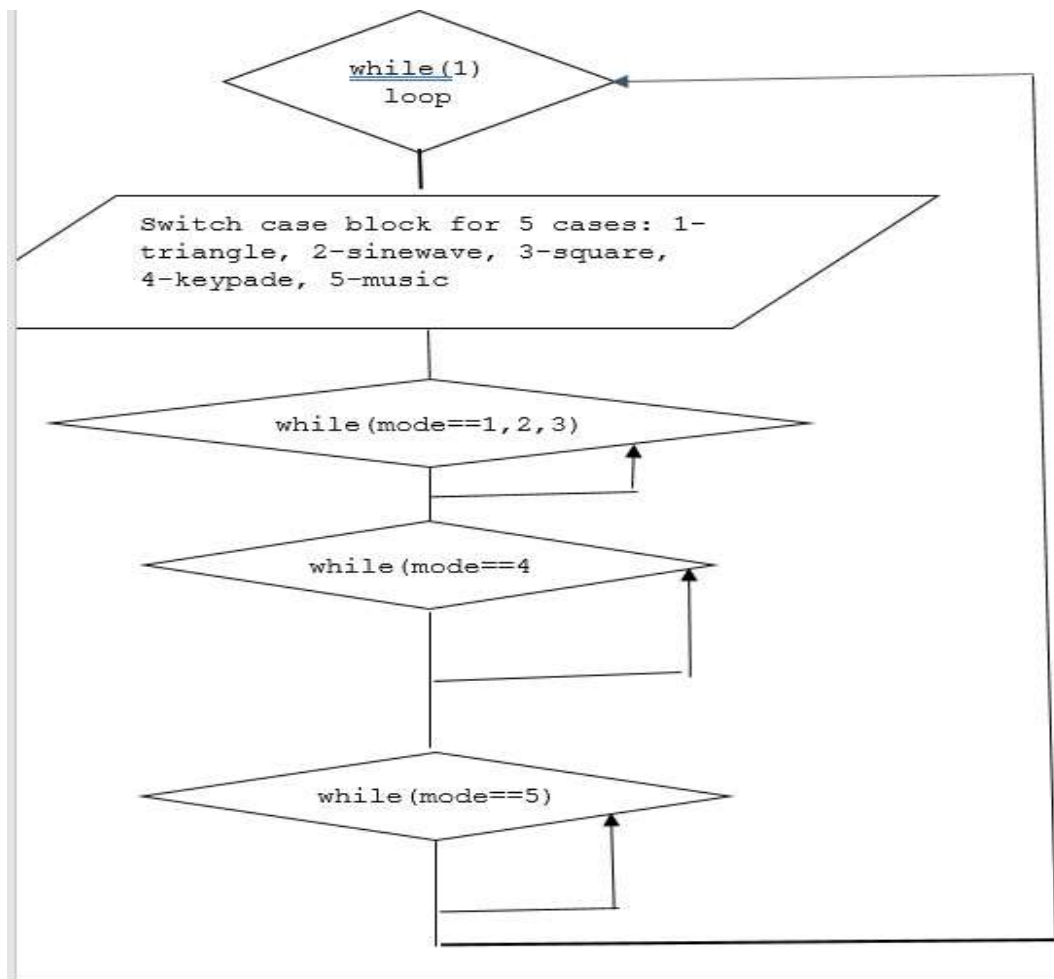 while(1)
loop
Switch case block for 5 cases: 1-
triangle, 2-sinewave, 3-square,
4-keypade, 5-music
while(mode==1,2,3)
while(mode==4
while(mode==5)